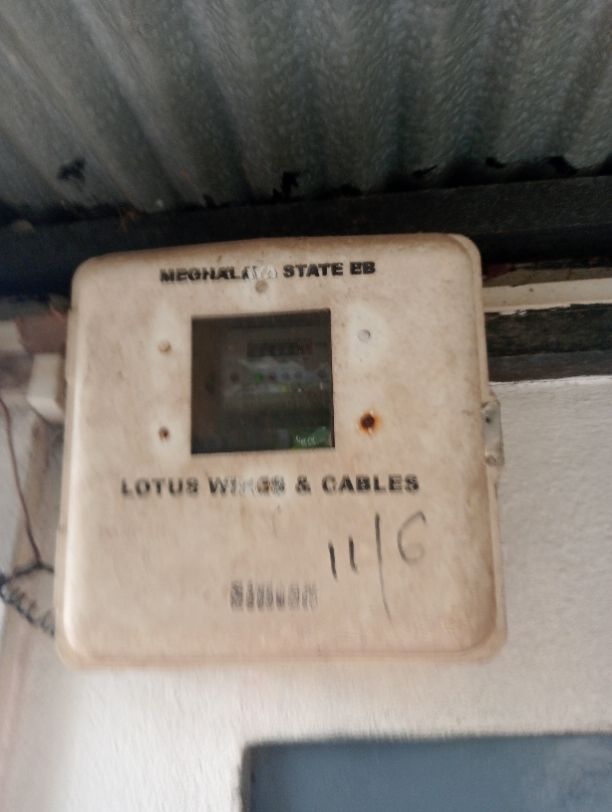 MEGHALAYA STATE EB
LOTUS WIRES & CABLES
11/6